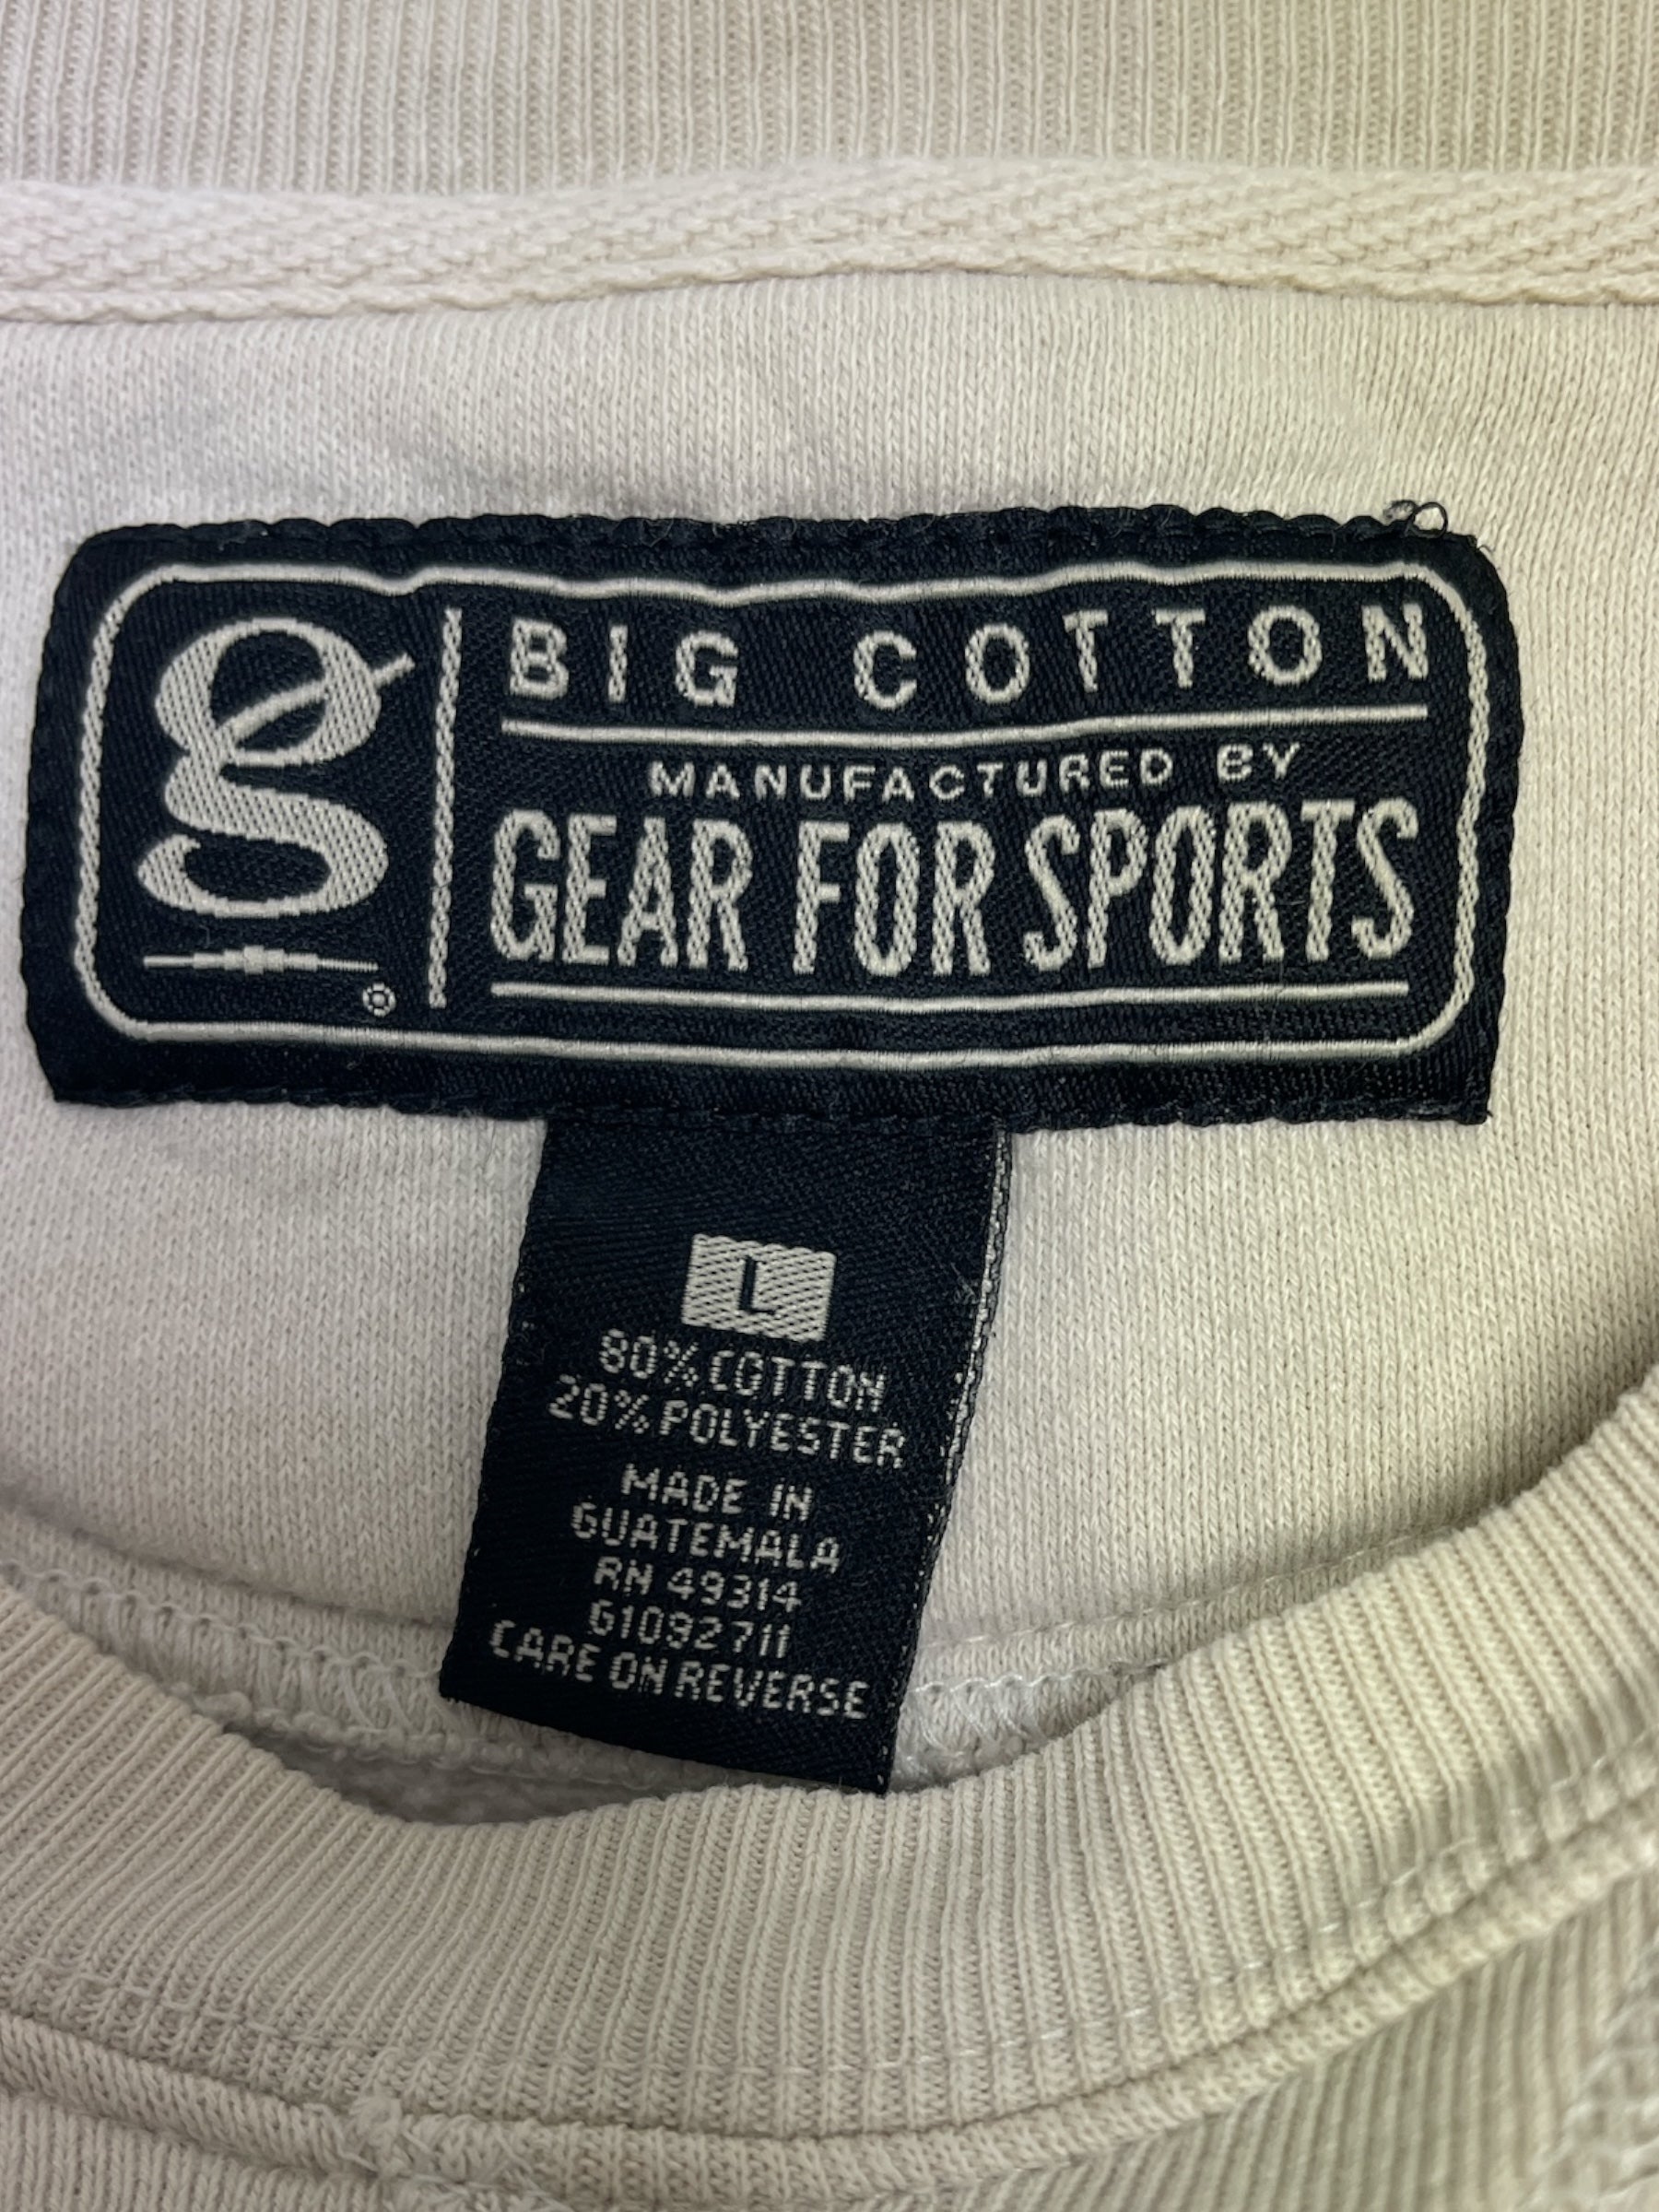 g
®
BIG COTTON
MANUFACTURED BY
GEAR FOR SPORTS
L
80% COTTON
20% POLYESTER
MADE IN
GUATEMALA
RN 49314
G1092711
CARE ON REVERSE